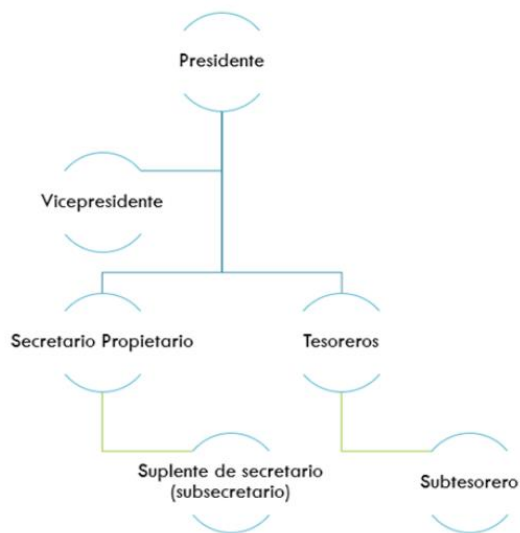 Presidente
Vicepresidente
Secretario Propietario
Tesoreros
Suplente de secretario
(subsecretario)
Subtesorero